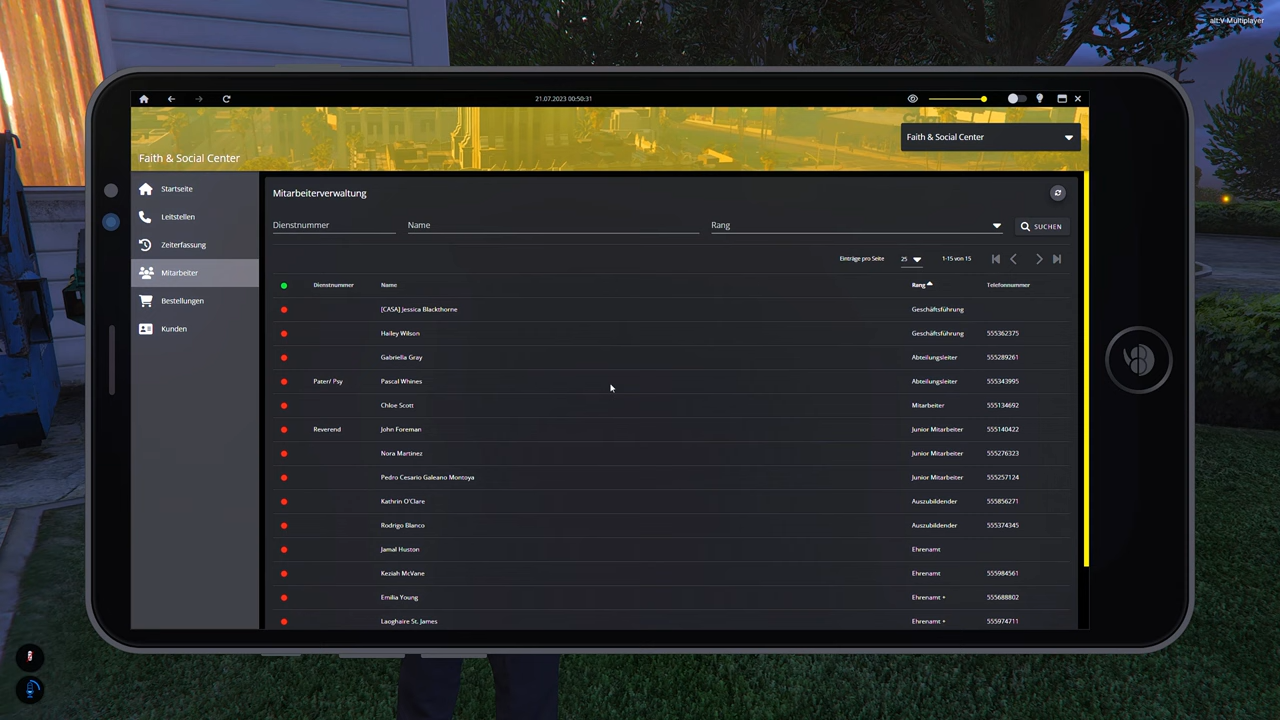 alt:V Multiplayer
21.07.2023 00:50:31
Faith & Social Center
Faith & Social Center
Startseite
Leitstellen
Zeiterfassung
Mitarbeiter
Bestellungen
Kunden
Mitarbeiterverwaltung
Dienstnummer Name Rang SUCHEN
Einträge pro Seite 25 1-15 von 15
Dienstnummer Name Rang Telefonnummer
[CASA] Jessica Blackthorne Geschäftsführung
Hailey Wilson Geschäftsführung 555362375
Gabriella Gray Abteilungsleiter 555289261
Pater/ Psy Pascal Whines Abteilungsleiter 555343995
Chloe Scott Mitarbeiter 555134692
Reverend John Foreman Junior Mitarbeiter 555140422
Nora Martinez Junior Mitarbeiter 555276323
Pedro Cesario Galeano Montoya Junior Mitarbeiter 555257124
Kathrin O'Clare Auszubildender 555856271
Rodrigo Blanco Auszubildender 555374345
Jamal Huston Ehrenamt
Keziah McVane Ehrenamt 555984561
Emilia Young Ehrenamt + 555688802
Laoghaire St. James Ehrenamt + 555974711